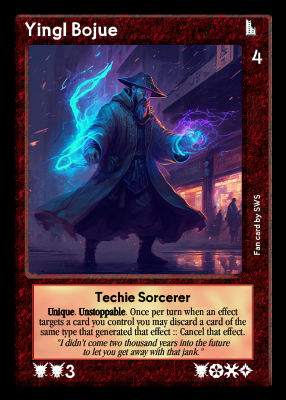 Yingl Bojue
4
Fan card by SWS
Techie Sorcerer
Unique. Unstoppable. Once per turn when an effect
targets a card you control you may discard a card of the
same type that generated that effect :: Cancel that effect.
"I didn't come two thousand years into the future
to let you get away with that jank."
3